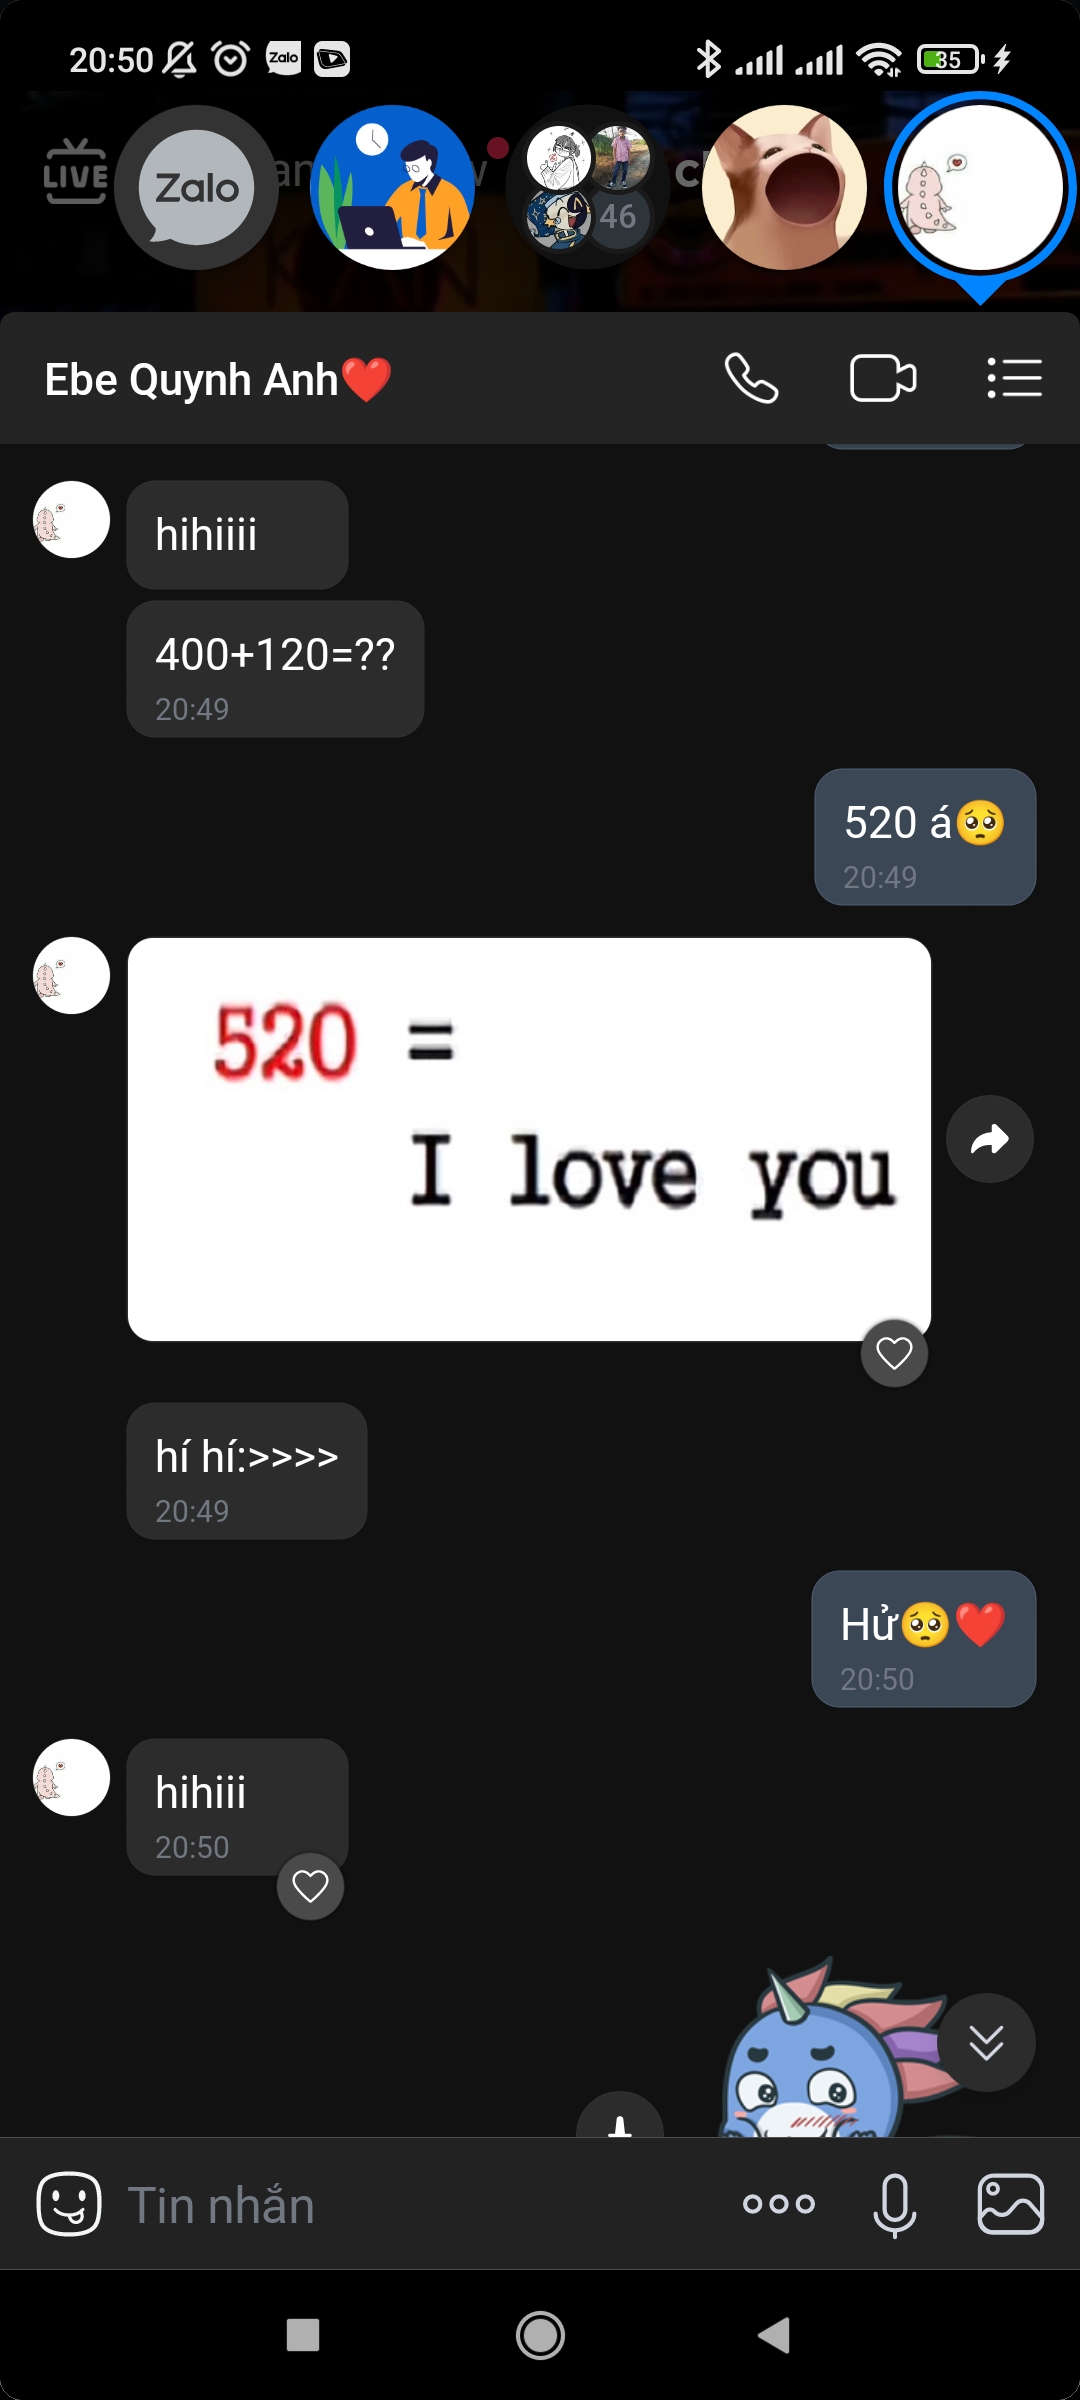 20:50
Zalo
35
LIVE
Zalo
46
Ebe Quynh Anh❤️
hihiiii
400+120=??
20:49
520 á🥺
20:49
520 =
I love you
hí hí:>>>>
20:49
Hử🥺❤️
20:50
hihiii
20:50
Tin nhắn